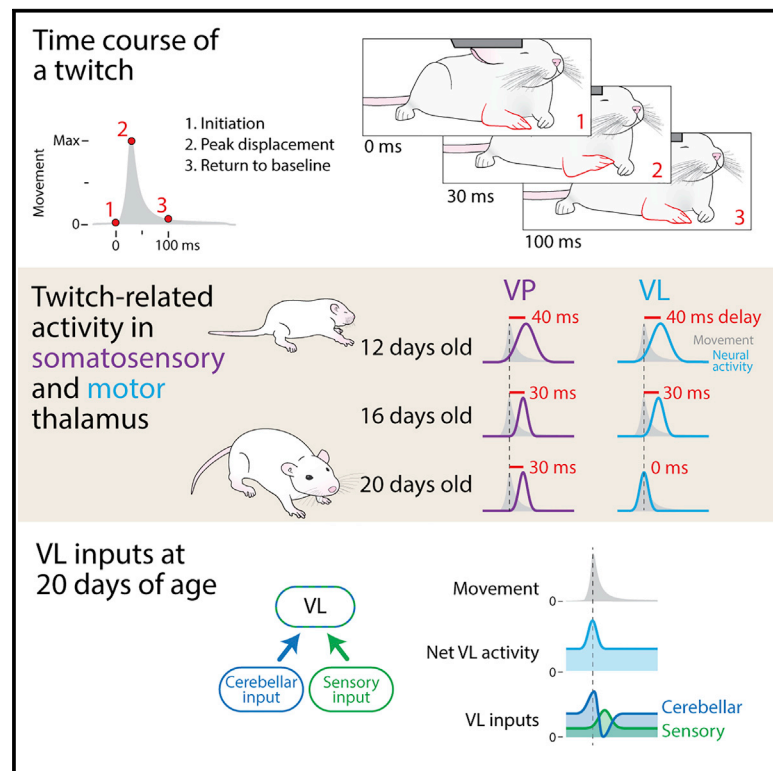 Time course of
a twitch
Max
Movement
0
1
2
3
0
100 ms
1. Initiation
2. Peak displacement
3. Return to baseline
1
0 ms
2
30 ms
3
100 ms
Twitch-related
activity in
somatosensory
and motor
thalamus
VP
VL
12 days old
40 ms
40 ms delay
Movement
Neural
activity
16 days old
30 ms
30 ms
20 days old
30 ms
0 ms
VL inputs at
20 days of age
VL
Cerebellar
input
Sensory
input
Movement
0
Net VL activity
0
VL inputs
0
Cerebellar
Sensory